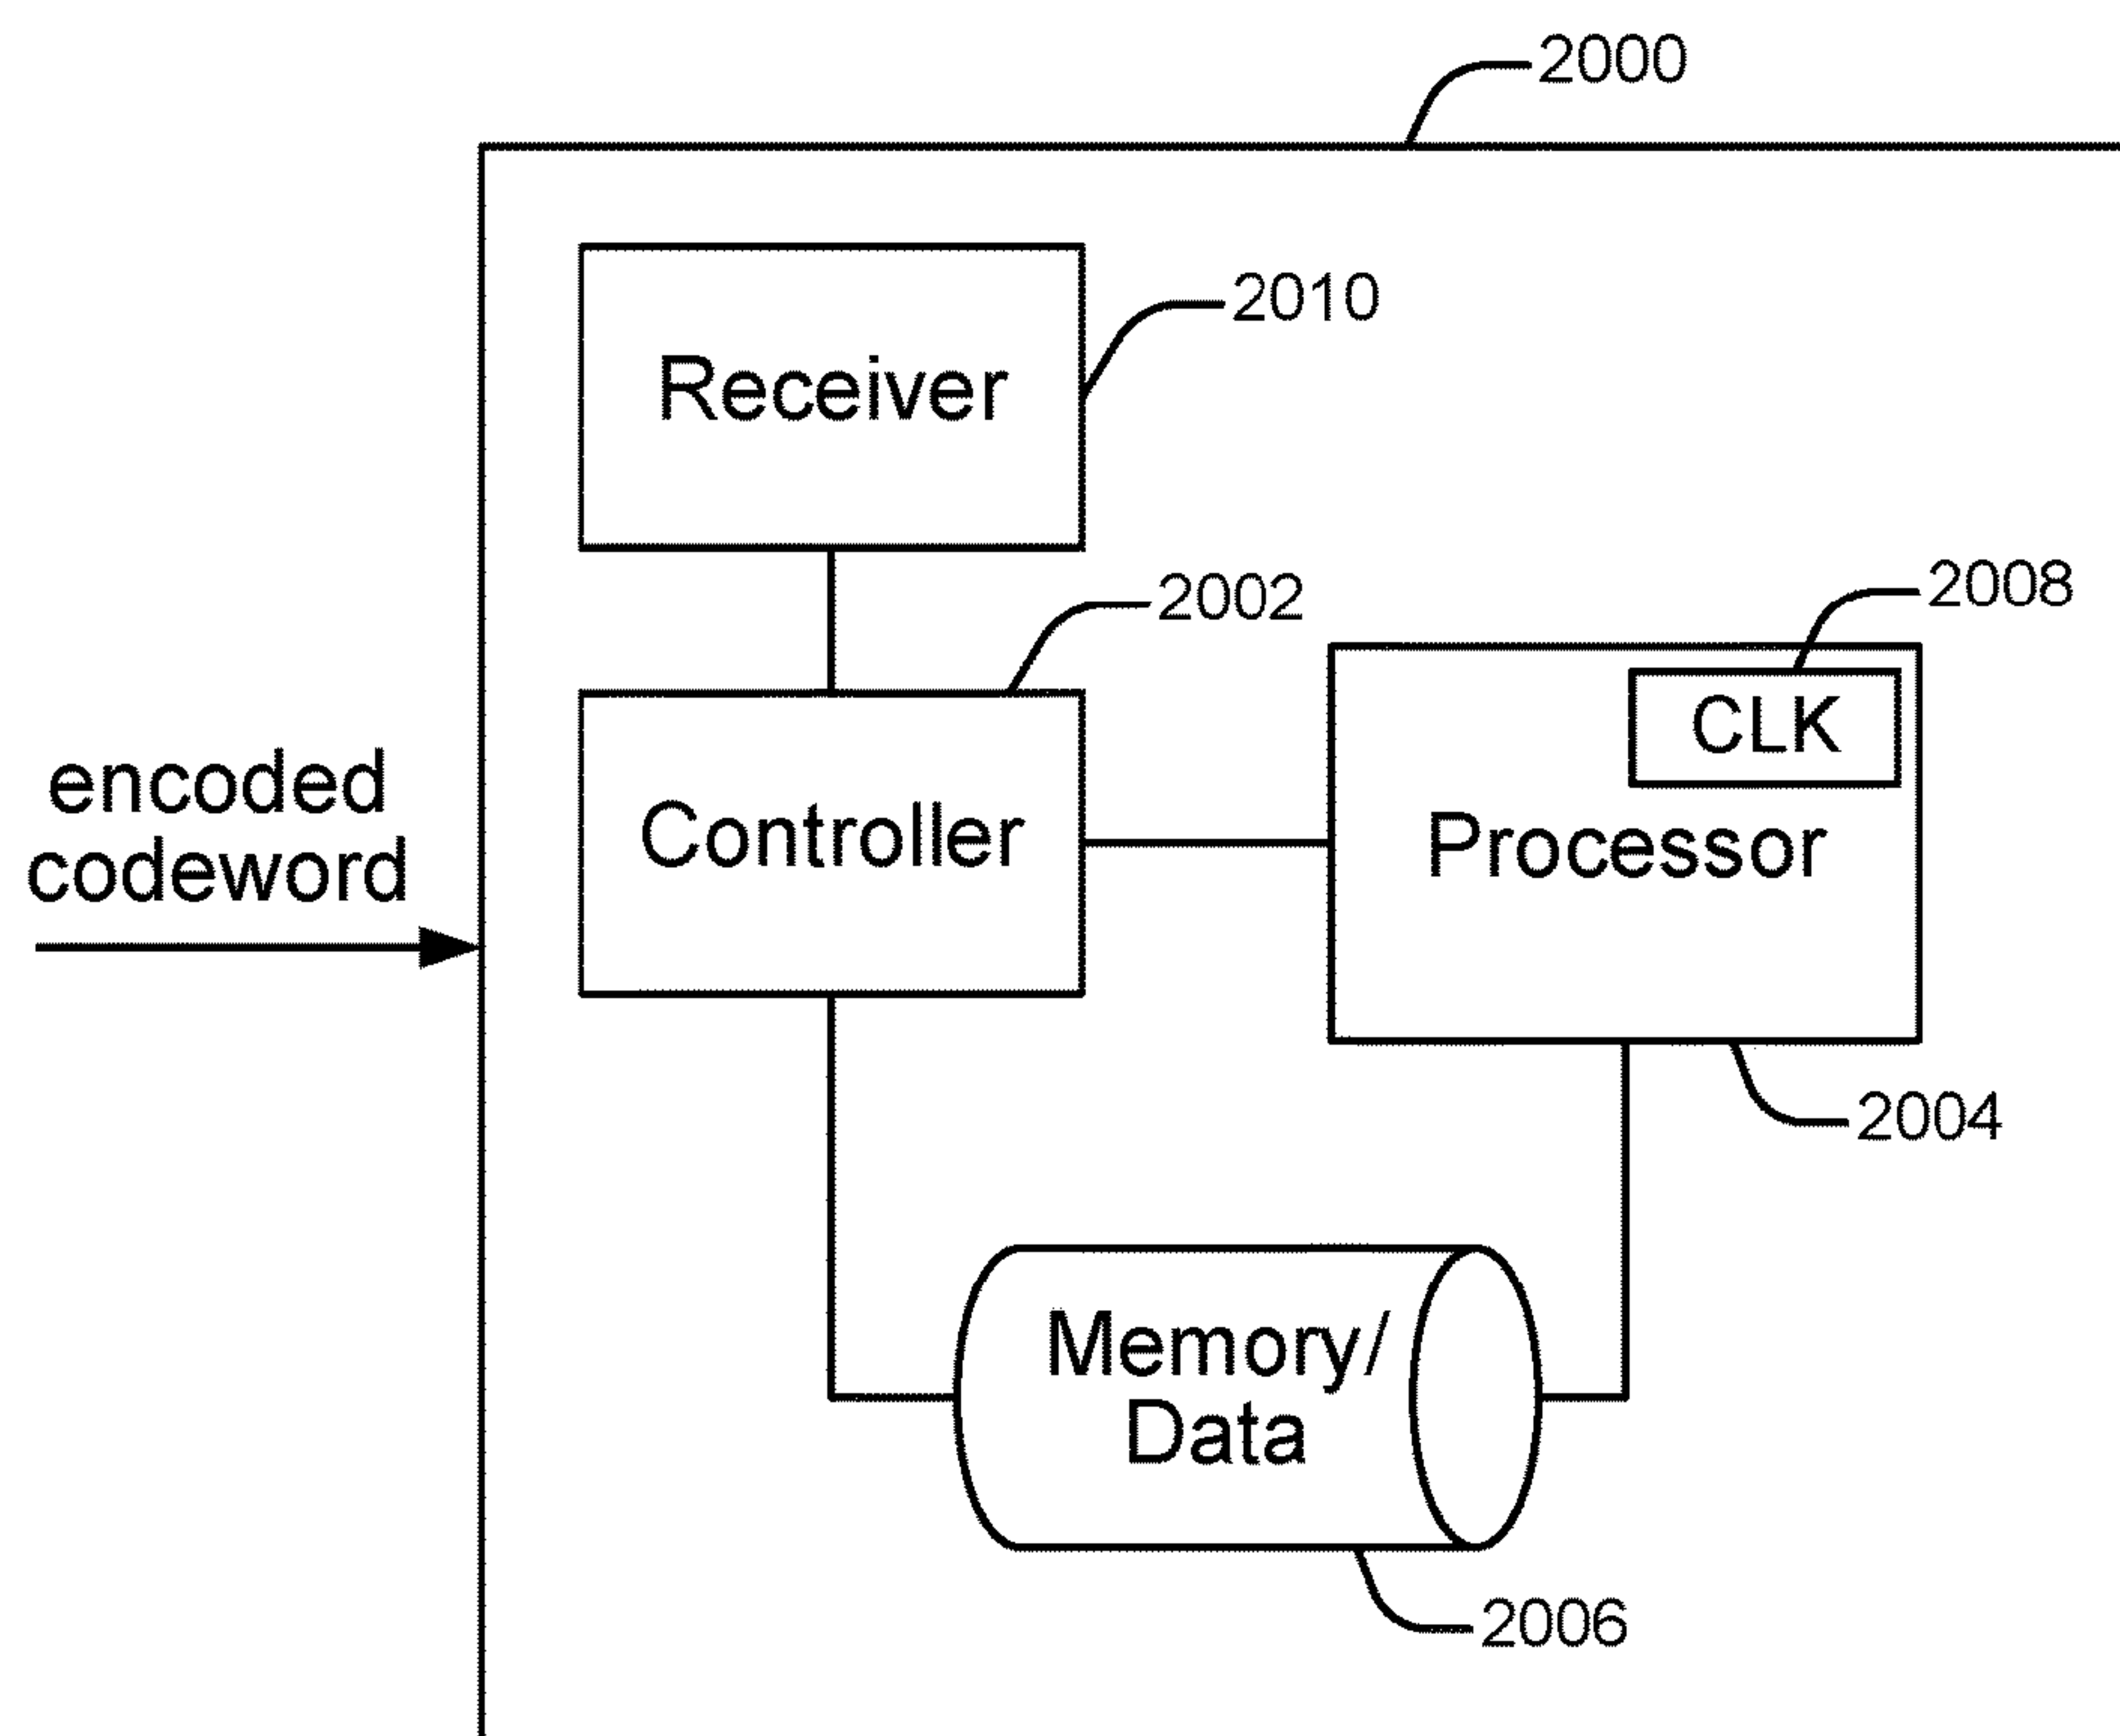 2000
2010
Receiver
2002
2008
CLK
encoded
codeword
Controller
Processor
2004
Memory/
Data
2006